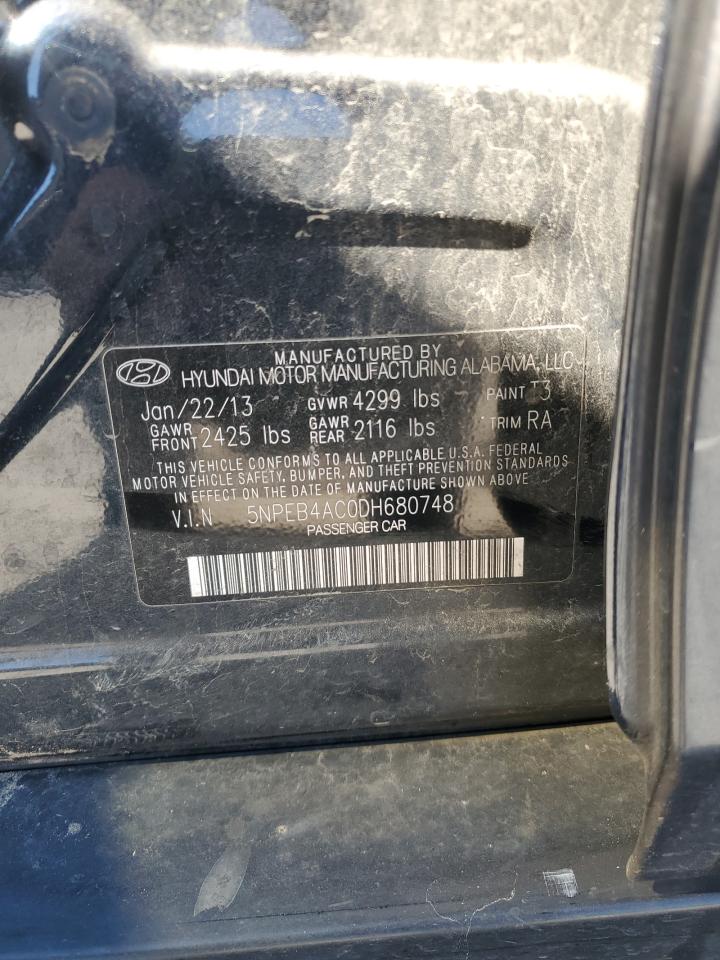 MANUFACTURED BY
HYUNDAI MOTOR MANUFACTURING ALABAMA, LLC
Jan/22/13 GVWR 4299 lbs PAINT T3
GAWR FRONT 2425 lbs GAWR REAR 2116 lbs TRIM RA
THIS VEHICLE CONFORMS TO ALL APPLICABLE U.S.A. FEDERAL
MOTOR VEHICLE SAFETY, BUMPER, AND THEFT PREVENTION STANDARDS
IN EFFECT ON THE DATE OF MANUFACTURE SHOWN ABOVE
V.I.N 5NPEB4AC0DH680748
PASSENGER CAR